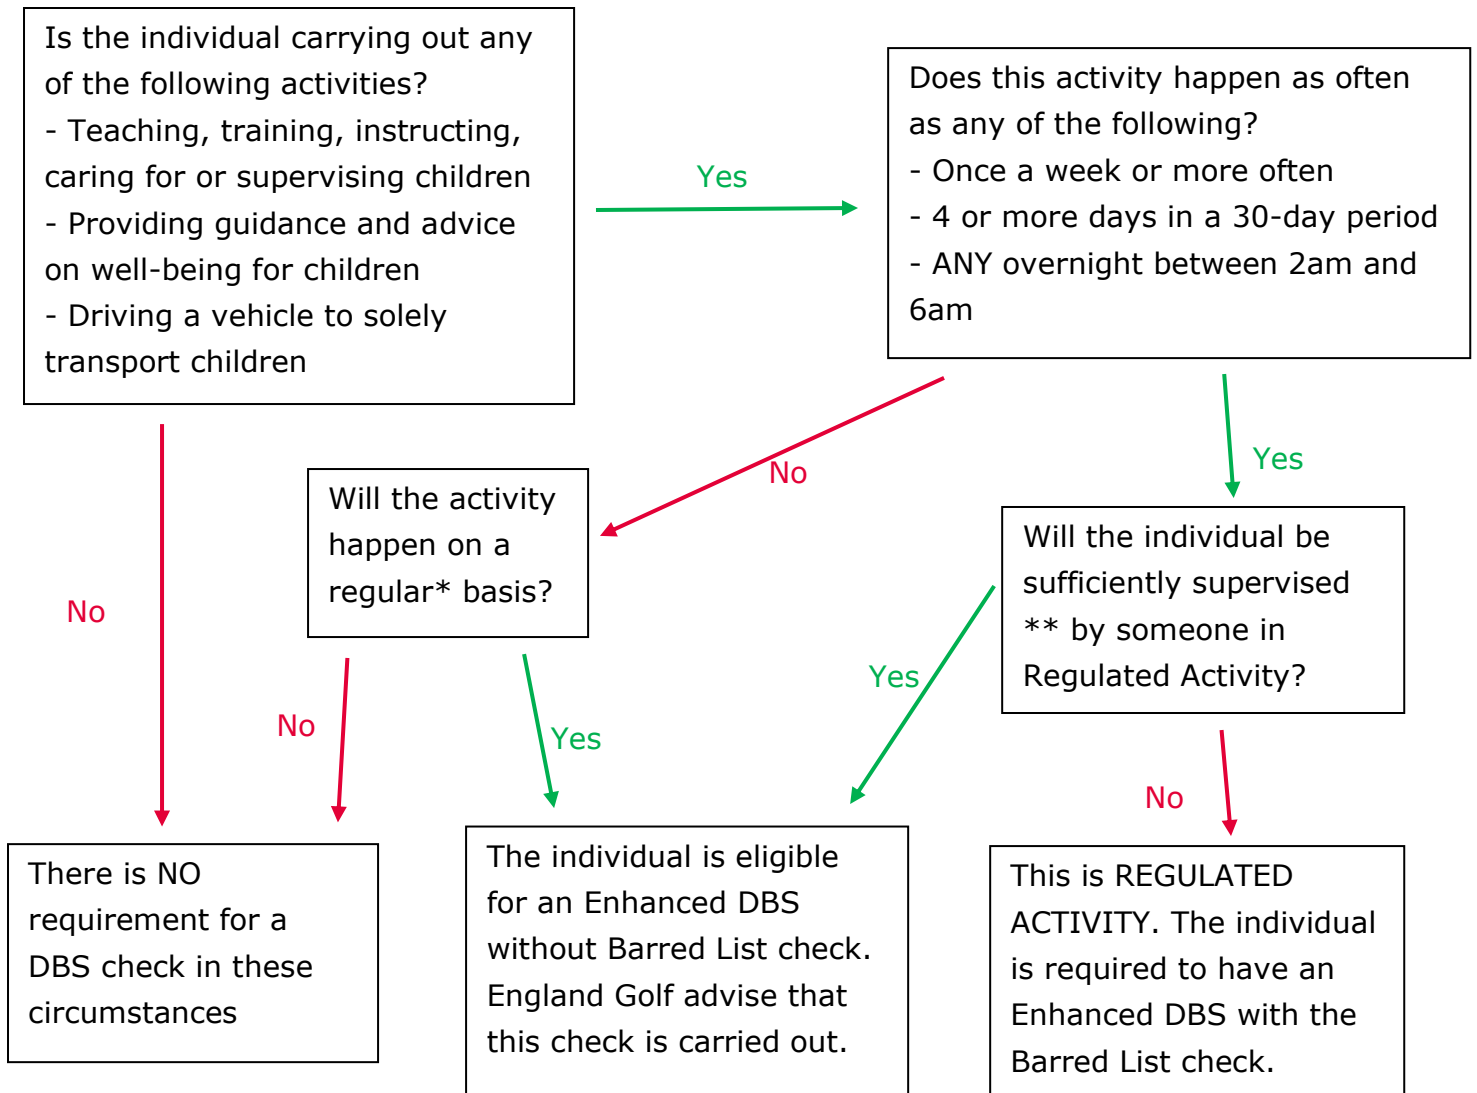 Is the individual carrying out any
of the following activities?
- Teaching, training, instructing,
caring for or supervising children
- Providing guidance and advice
on well-being for children
- Driving a vehicle to solely
transport children
Yes
Does this activity happen as often
as any of the following?
- Once a week or more often
- 4 or more days in a 30-day period
- ANY overnight between 2am and
6am
No
No
Yes
Will the activity
happen on a
regular* basis?
Will the individual be
sufficiently supervised
** by someone in
Regulated Activity?
No
Yes
Yes
No
There is NO
requirement for a
DBS check in these
circumstances
The individual is eligible
for an Enhanced DBS
without Barred List check.
England Golf advise that
this check is carried out.
This is REGULATED
ACTIVITY. The individual
is required to have an
Enhanced DBS with the
Barred List check.